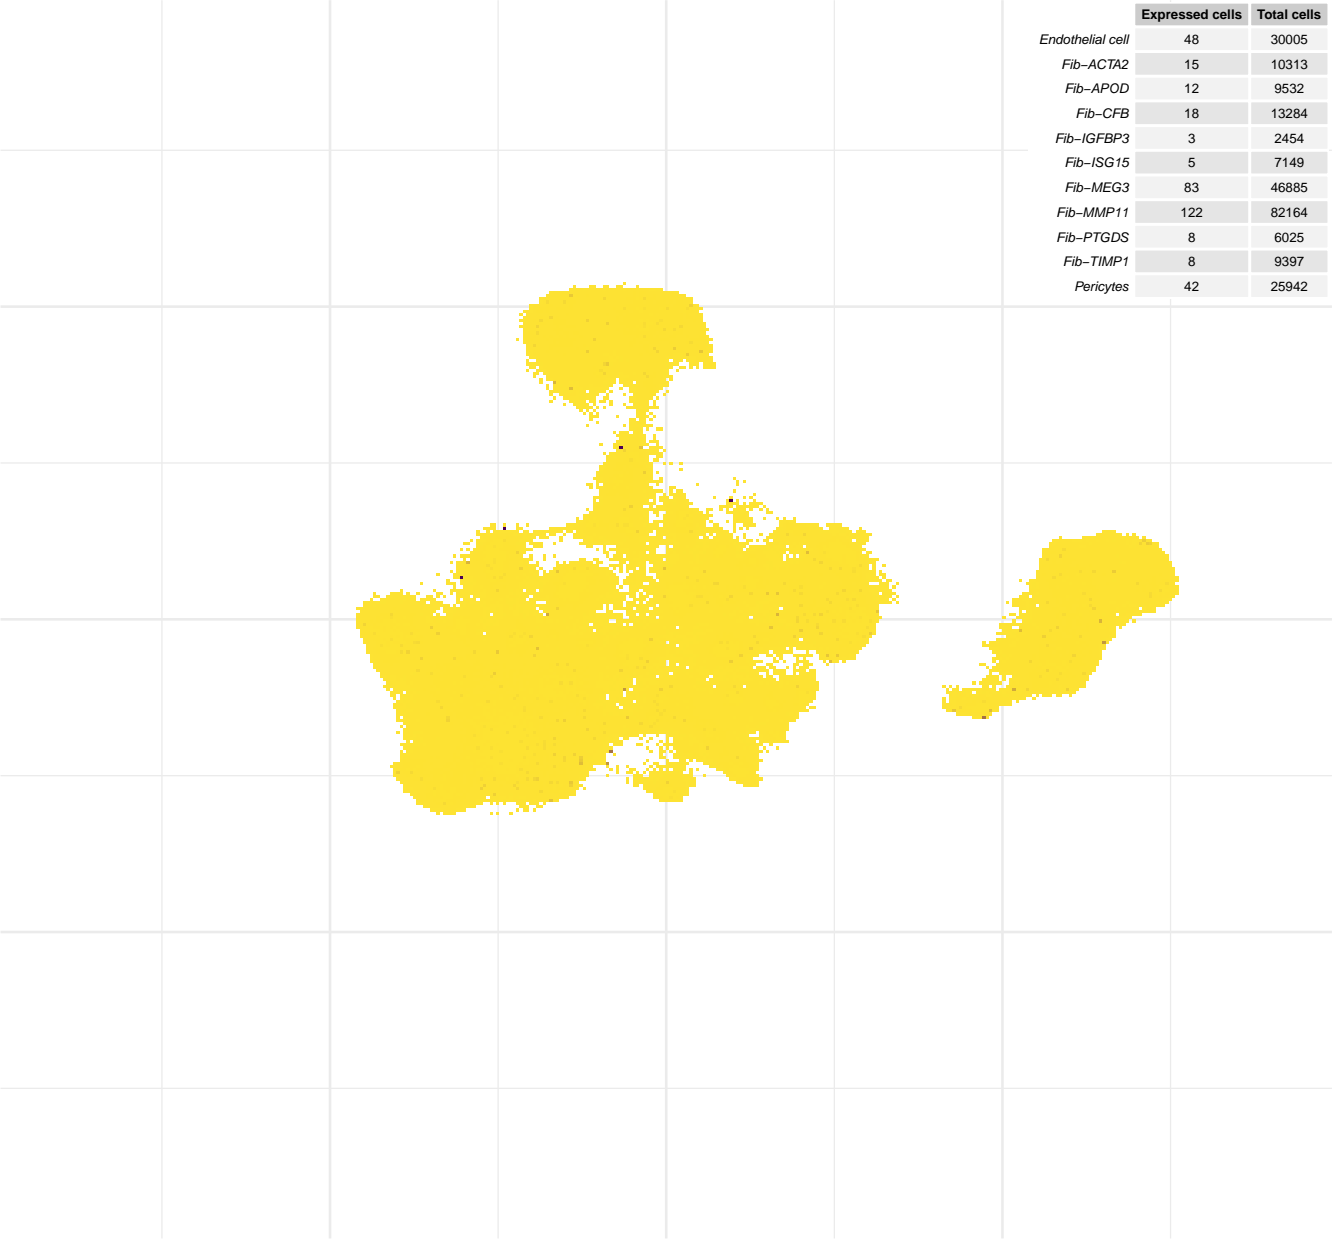 Expressed cells Total cells
Endothelial cell 48 30005
Fib−ACTA2 15 10313
Fib−APOD 12 9532
Fib−CFB 18 13284
Fib−IGFBP3 3 2454
Fib−ISG15 5 7149
Fib−MEG3 83 46885
Fib−MMP11 122 82164
Fib−PTGDS 8 6025
Fib−TIMP1 8 9397
Pericytes 42 25942